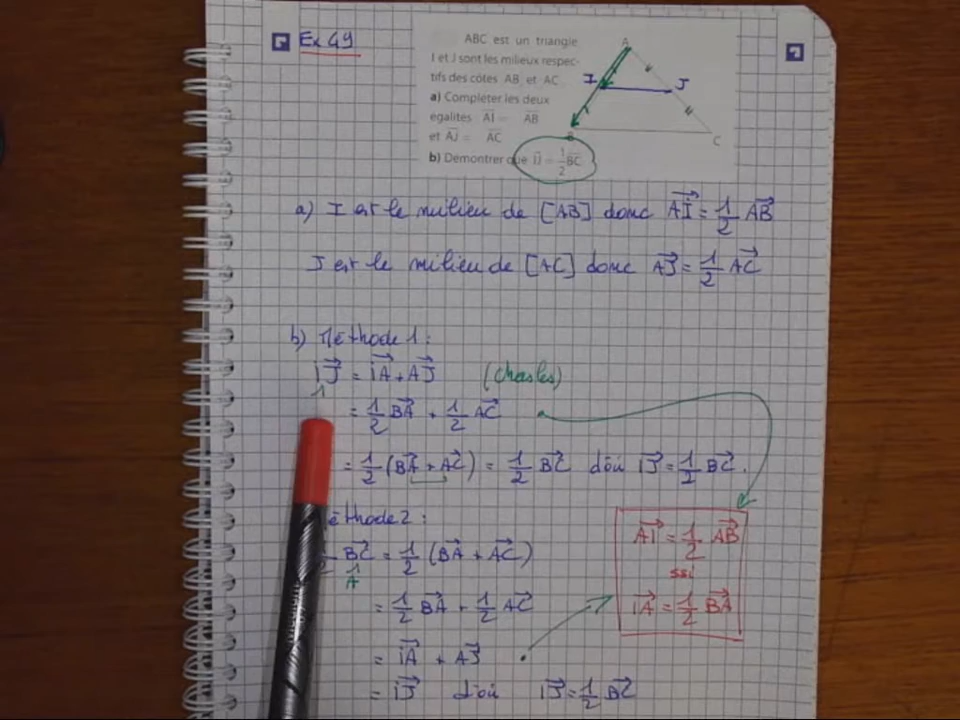 Ex 49
ABC est un triangle
I et J sont les milieux respec-
tifs des côtés AB et AC
a) Compléter les deux
égalités AI⃗ = AB⃗
et AJ⃗ = AC⃗
b) Démontrer que IJ⃗ = 1/2 BC⃗
A
I
J
B
C
a) I est le milieu de [AB] donc AI⃗ = 1/2 AB⃗
J est le milieu de [AC] donc AJ⃗ = 1/2 AC⃗
b) Méthode 1 :
IJ⃗ = IA⃗ + AJ⃗ (Chasles)
= 1/2 BA⃗ + 1/2 AC⃗
= 1/2 (BA⃗ + AC⃗) = 1/2 BC⃗ d'où IJ⃗ = 1/2 BC⃗.
éthode 2 :
BC⃗ = 1/2 (BA⃗ + AC⃗)
A
= 1/2 BA⃗ + 1/2 AC⃗
= IA⃗ + AJ⃗
= IJ⃗ d'où IJ⃗ = 1/2 BC⃗
AI⃗ = 1/2 AB⃗
ssi
IA⃗ = 1/2 BA⃗